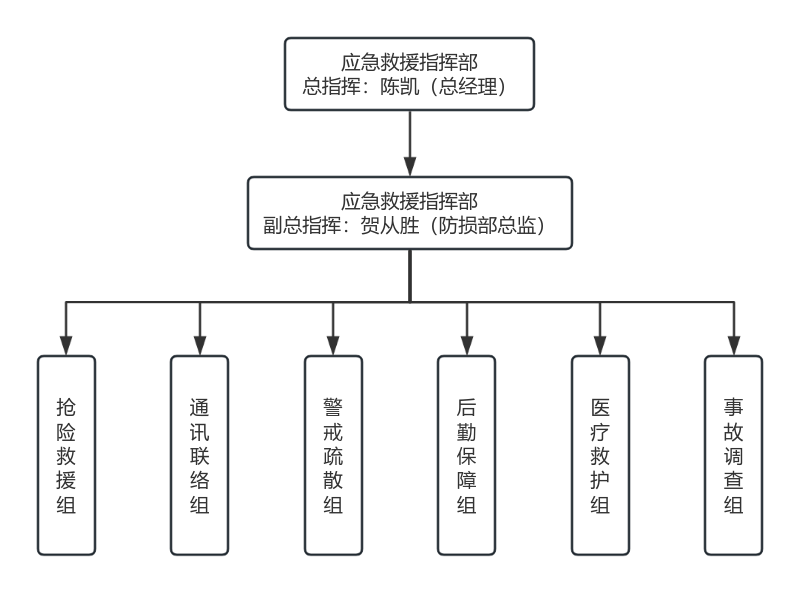 应急救援指挥部
总指挥：陈凯（总经理）
应急救援指挥部
副总指挥：贺从胜（防损部总监）
抢险救援组
通讯联络组
警戒疏散组
后勤保障组
医疗救护组
事故调查组